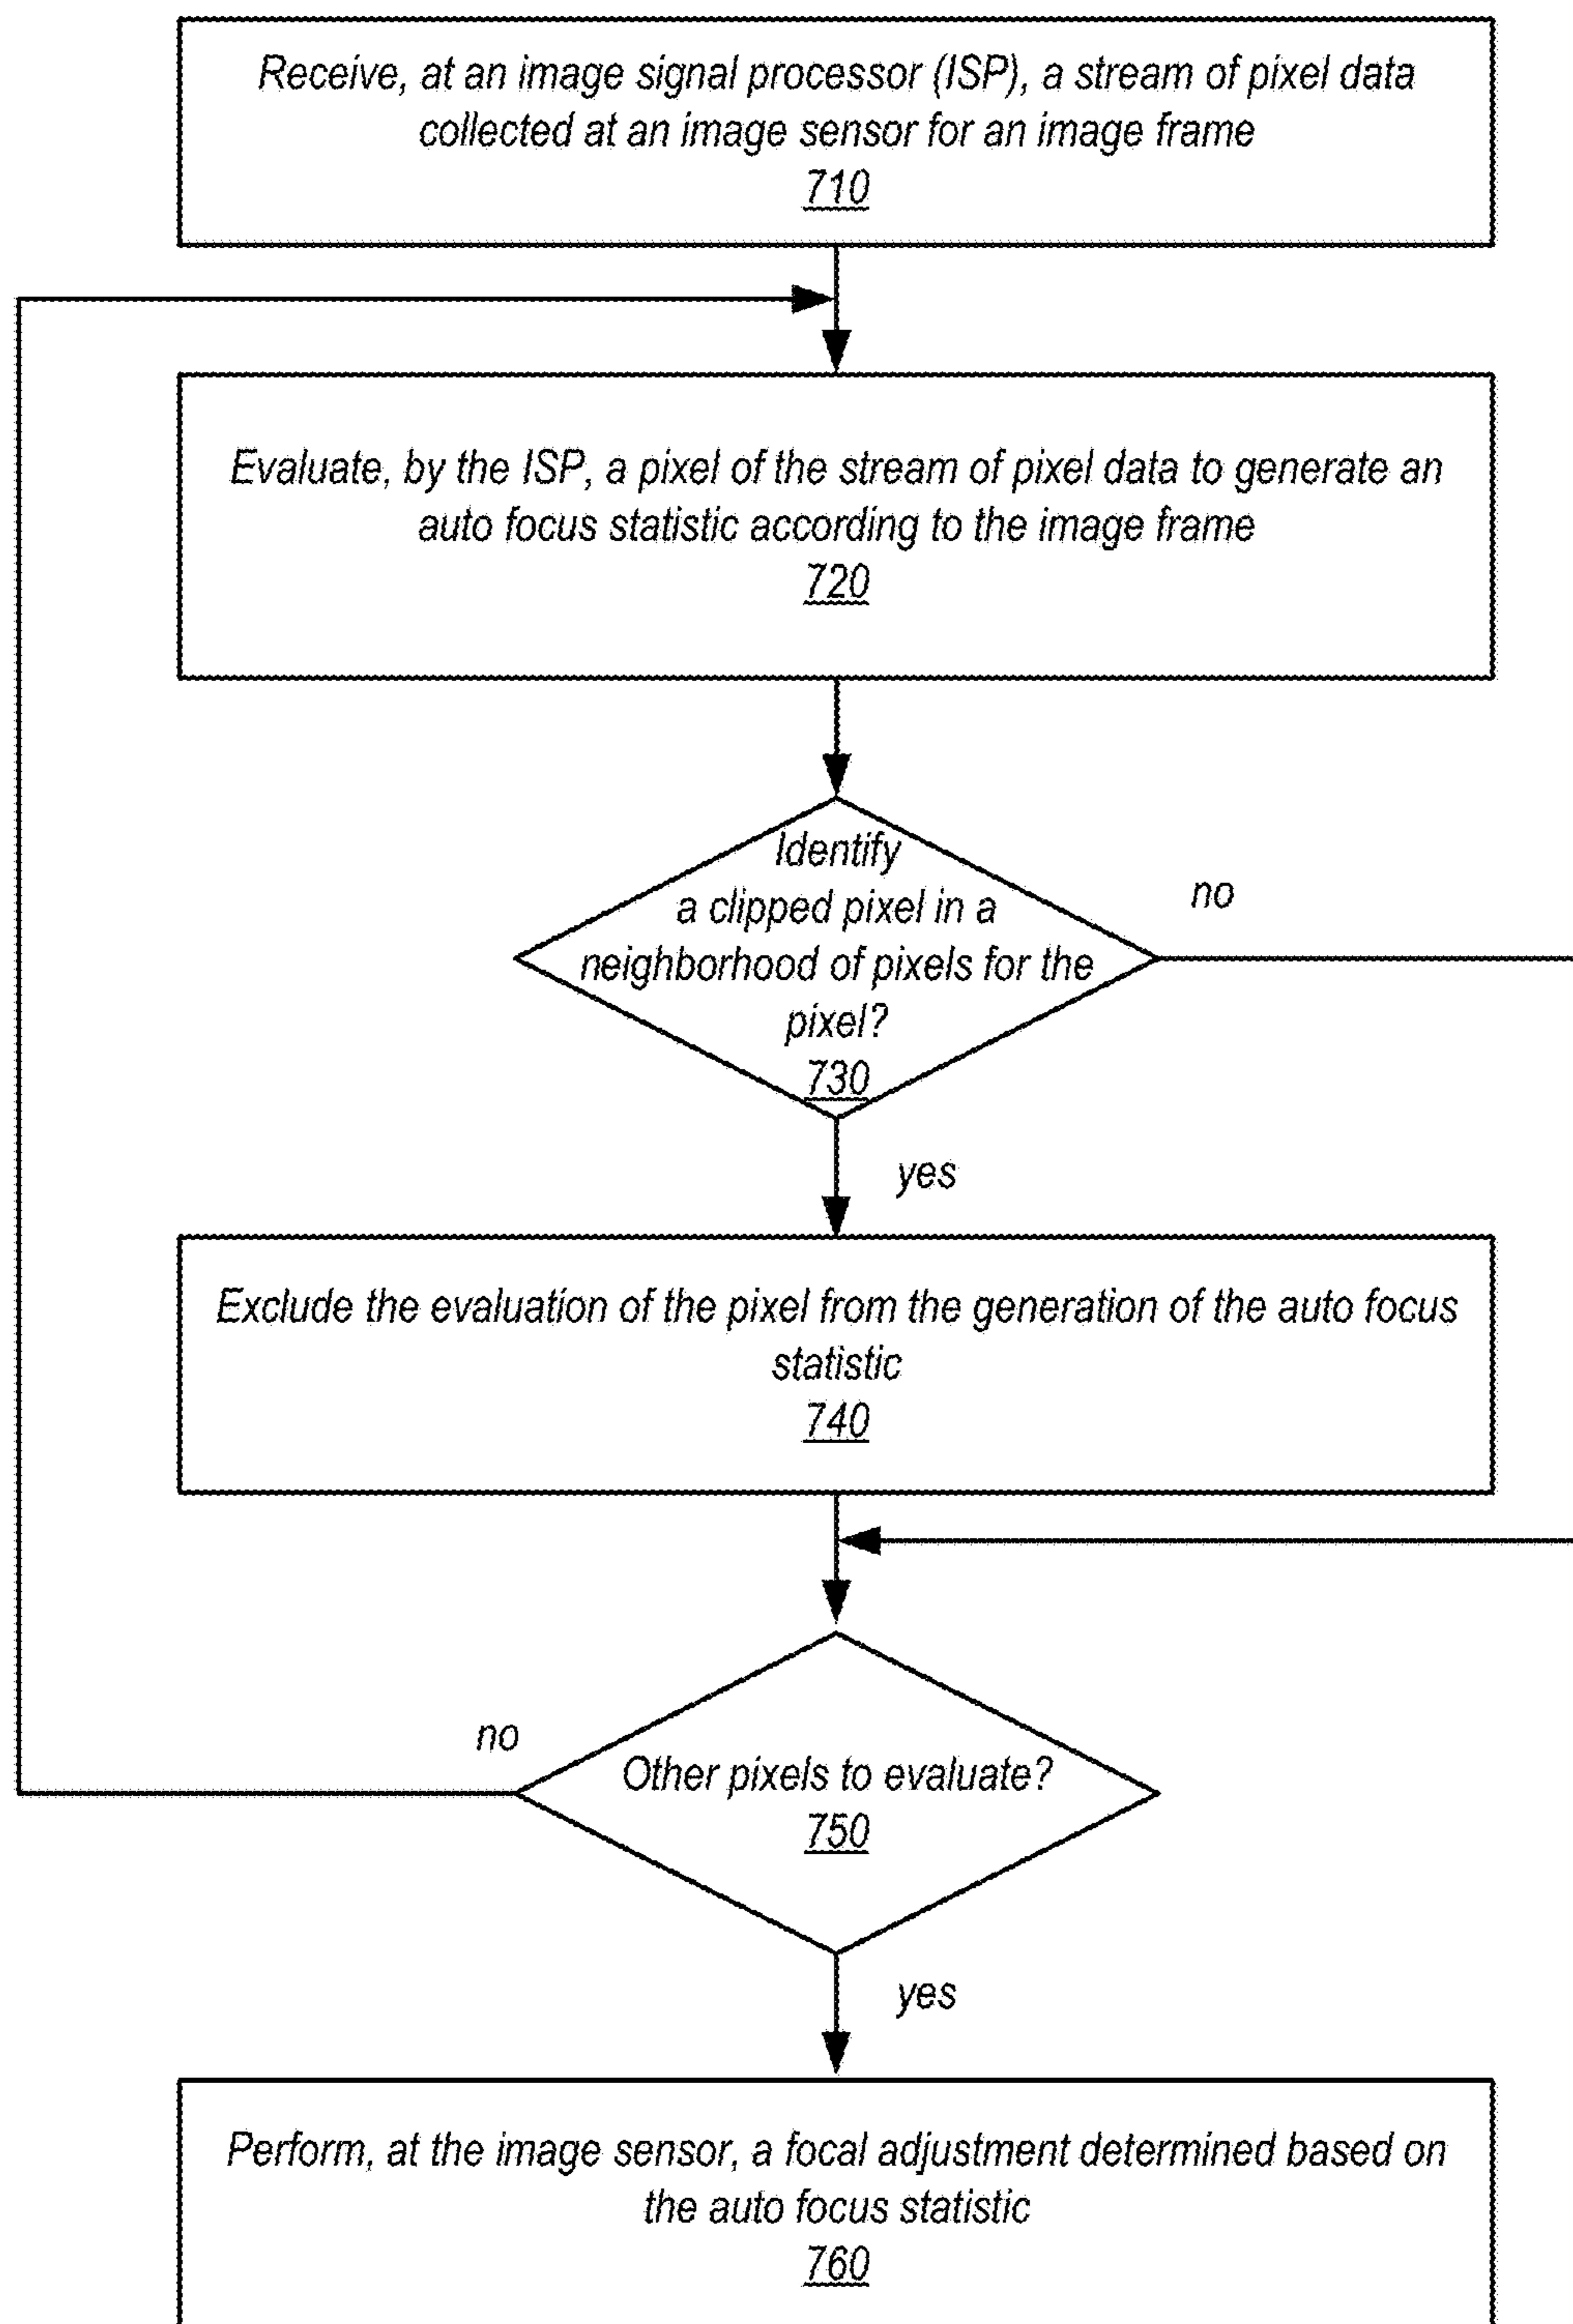 Receive, at an image signal processor (ISP), a stream of pixel data
collected at an image sensor for an image frame
710
Evaluate, by the ISP, a pixel of the stream of pixel data to generate an
auto focus statistic according to the image frame
720
Identify
a clipped pixel in a
neighborhood of pixels for the
pixel?
730
no
yes
Exclude the evaluation of the pixel from the generation of the auto focus
statistic
740
no
Other pixels to evaluate?
750
yes
Perform, at the image sensor, a focal adjustment determined based on
the auto focus statistic
760